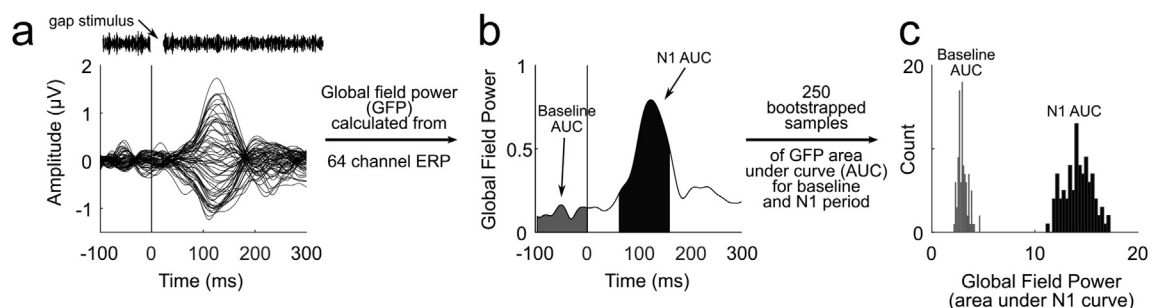 a
gap stimulus
Amplitude (μV)
2
1
0
-1
-100
0
100
200
300
Time (ms)
Global field power
(GFP)
calculated from
64 channel ERP
b
N1 AUC
Baseline
AUC
Global Field Power
1
0.5
0
-100
0
100
200
300
Time (ms)
250
bootstrapped
samples
of GFP area
under curve (AUC)
for baseline
and N1 period
c
Baseline
AUC
N1 AUC
Count
20
0
0
10
20
Global Field Power
(area under N1 curve)